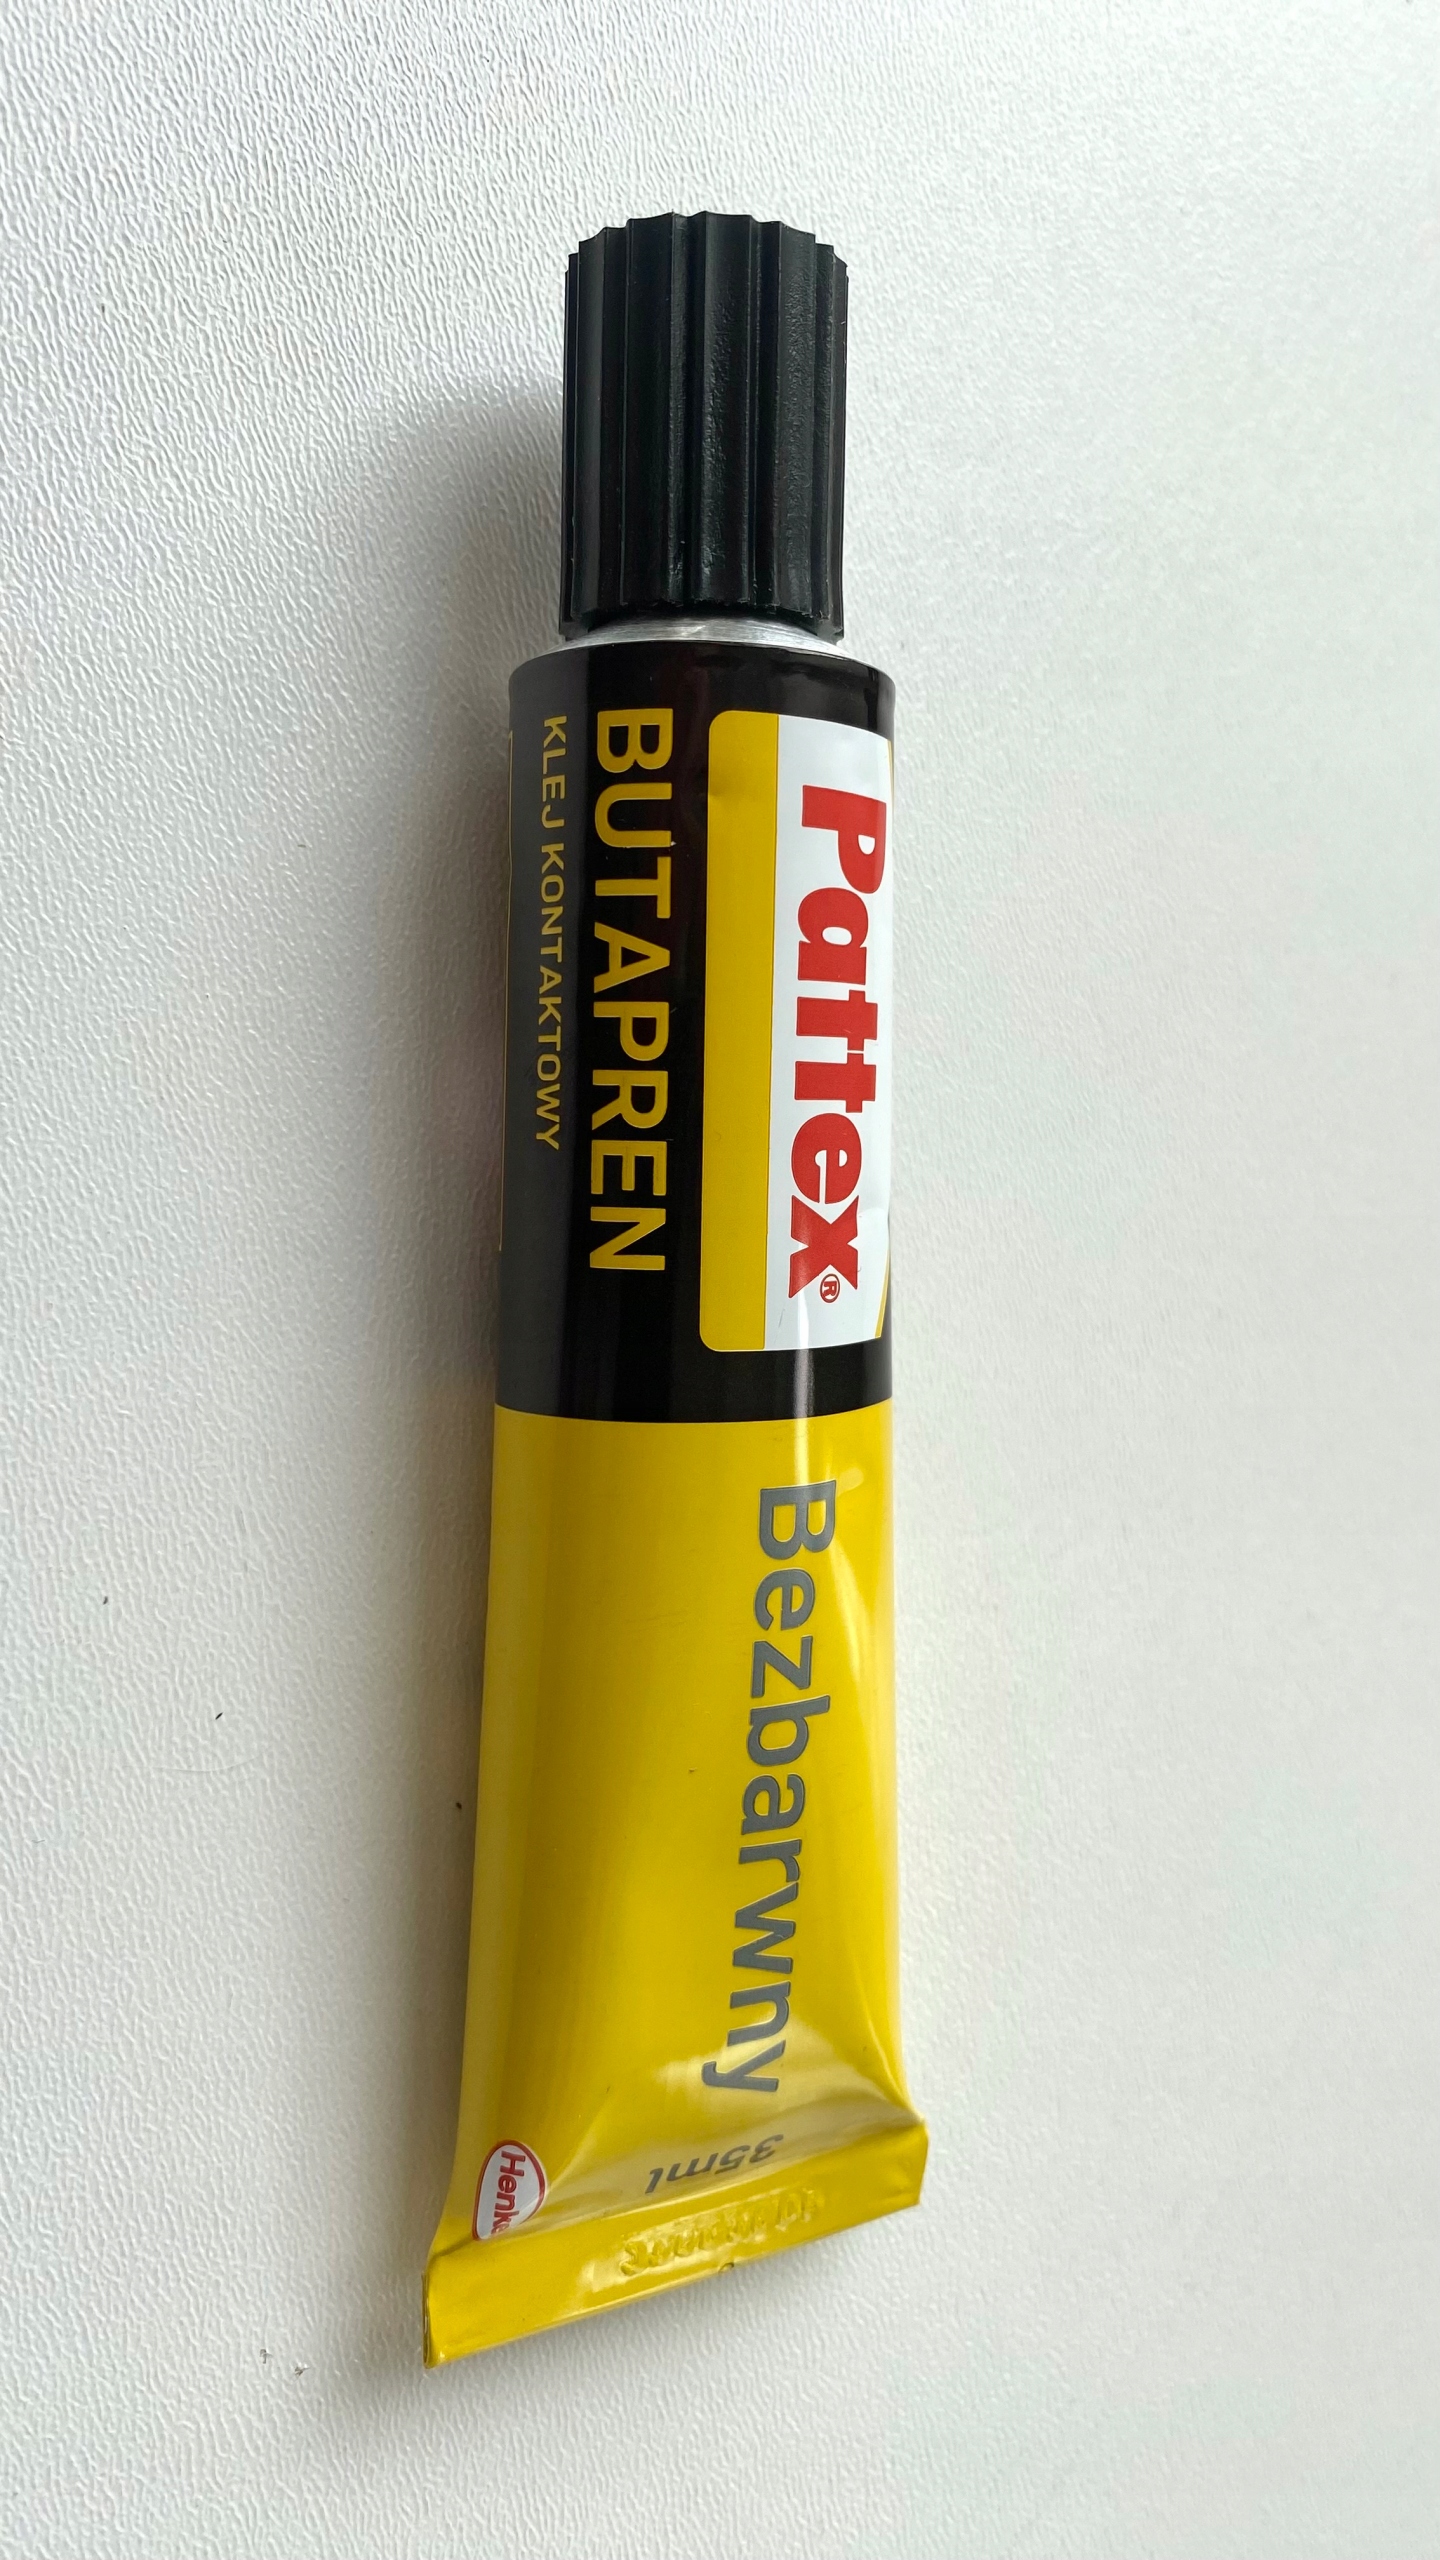 Pattex®
BUTAPREN
KLEJ KONTAKTOWY
Bezbarwny
35ml